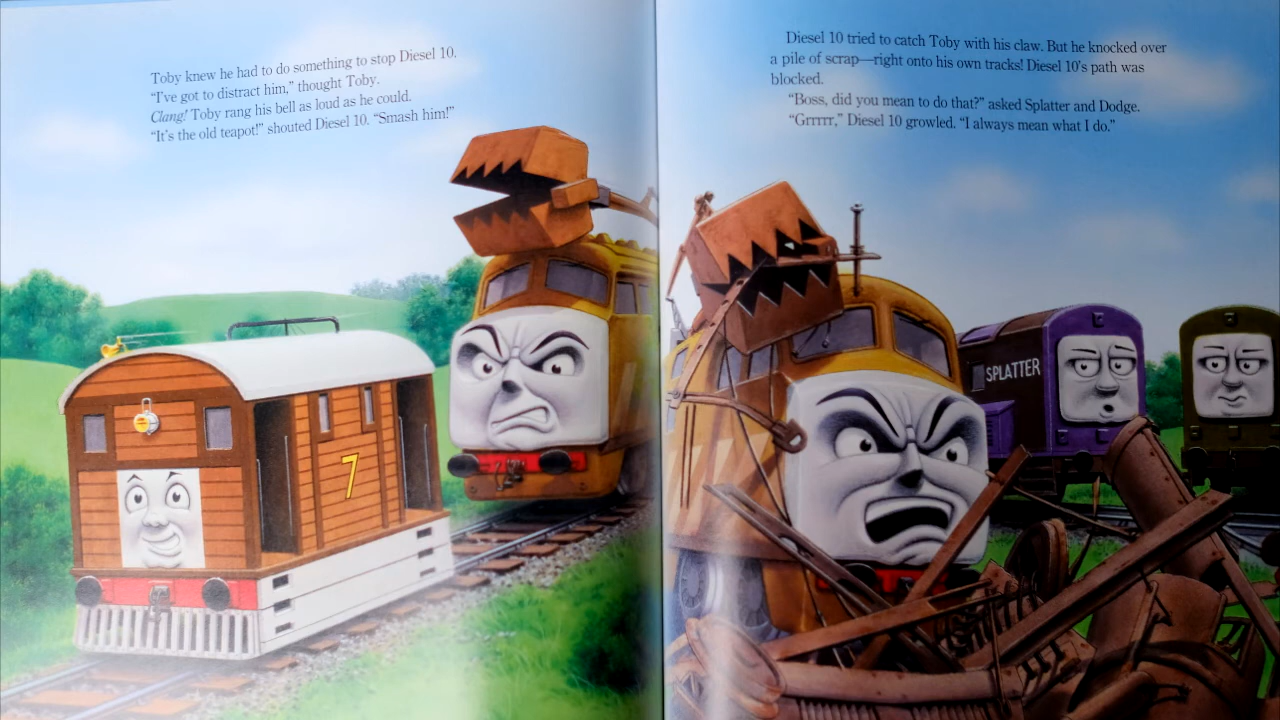 Toby knew he had to do something to stop Diesel 10.
“I’ve got to distract him,” thought Toby.
Clang! Toby rang his bell as loud as he could.
“It’s the old teapot!” shouted Diesel 10. “Smash him!”
7
Diesel 10 tried to catch Toby with his claw. But he knocked over
a pile of scrap—right onto his own tracks! Diesel 10’s path was
blocked.
“Boss, did you mean to do that?” asked Splatter and Dodge.
“Grrrrr,” Diesel 10 growled. “I always mean what I do.”
SPLATTER